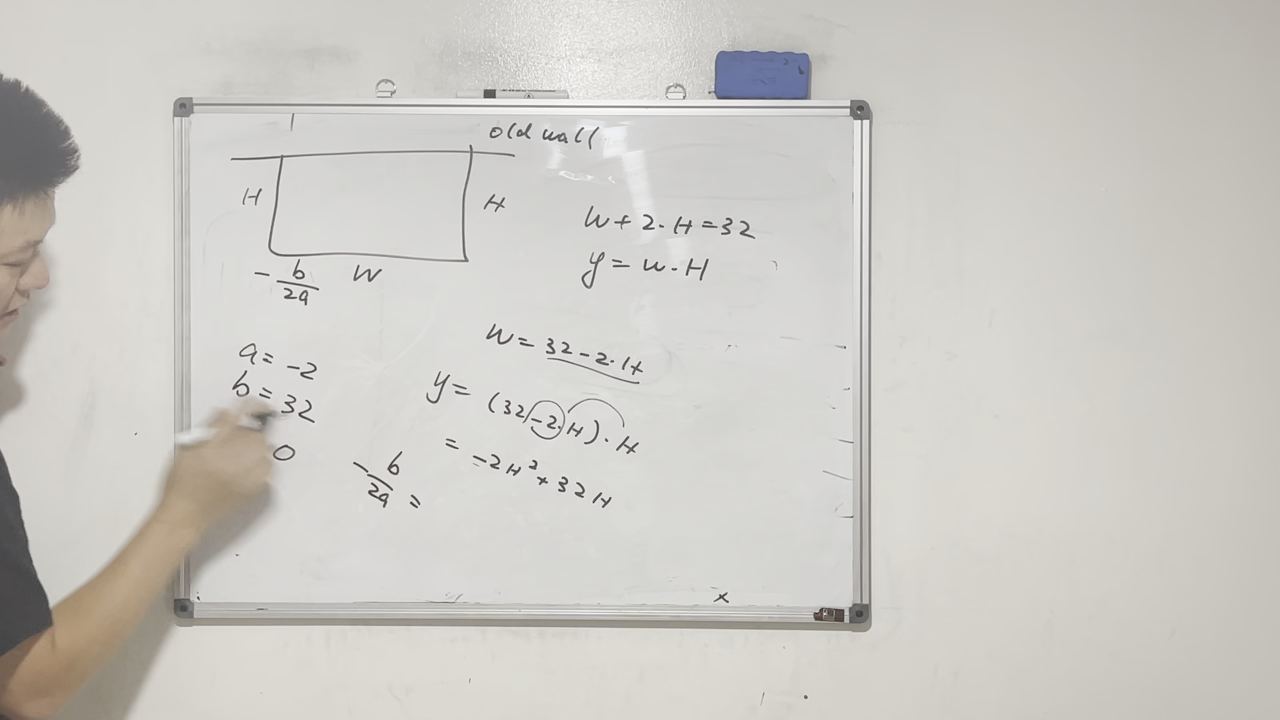 old wall
H
H
W + 2 · H = 32
y = w · H
- b/2a
W
W = 32 - 2 · H
a = -2
b = 32
0
y = (32 - 2 · H) · H
= -2H² + 32H
- b/2a =
x